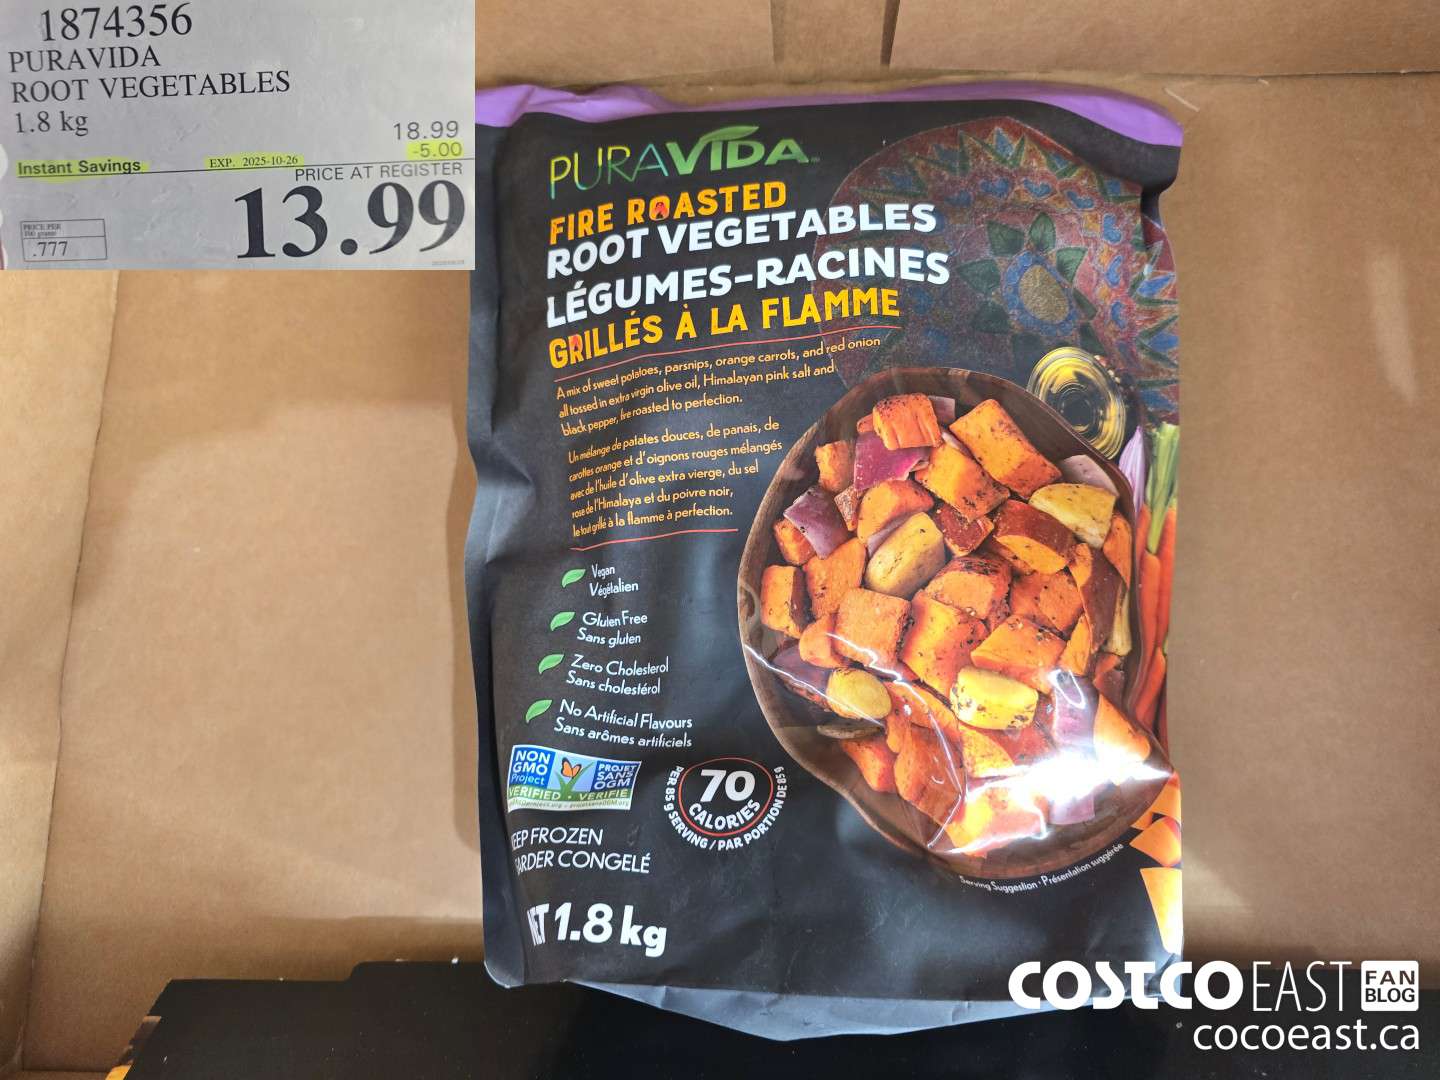 1874356
PURAVIDA
ROOT VEGETABLES
1.8 kg
18.99
Instant Savings EXP. 2025-10-26 -5.00
PRICE AT REGISTER
13.99
PRICE PER
100 grams
.777
PURAVIDA
FIRE ROASTED
ROOT VEGETABLES
LÉGUMES-RACINES
GRILLÉS À LA FLAMME
A mix of sweet potatoes, parsnips, orange carrots, and red onion
all tossed in extra virgin olive oil, Himalayan pink salt and
black pepper, fire roasted to perfection.
Un mélange de patates douces, de panais, de
carottes orange et d'oignons rouges mélangés
avec de l'huile d'olive extra vierge, du sel
rose de l'Himalaya et du poivre noir,
le tout grillé à la flamme à perfection.
Vegan
Végétalien
Gluten Free
Sans gluten
Zero Cholesterol
Sans cholestérol
No Artificial Flavours
Sans arômes artificiels
NON
GMO
Project
VERIFIED
PROJET
SANS
OGM
VÉRIFIÉ
70
CALORIES
PER 85 g SERVING / PAR PORTION DE 85 g
EEP FROZEN
ARDER CONGELÉ
NET 1.8 kg
Serving Suggestion · Présentation suggérée
COSTCO EAST FAN
BLOG
cocoeast.ca